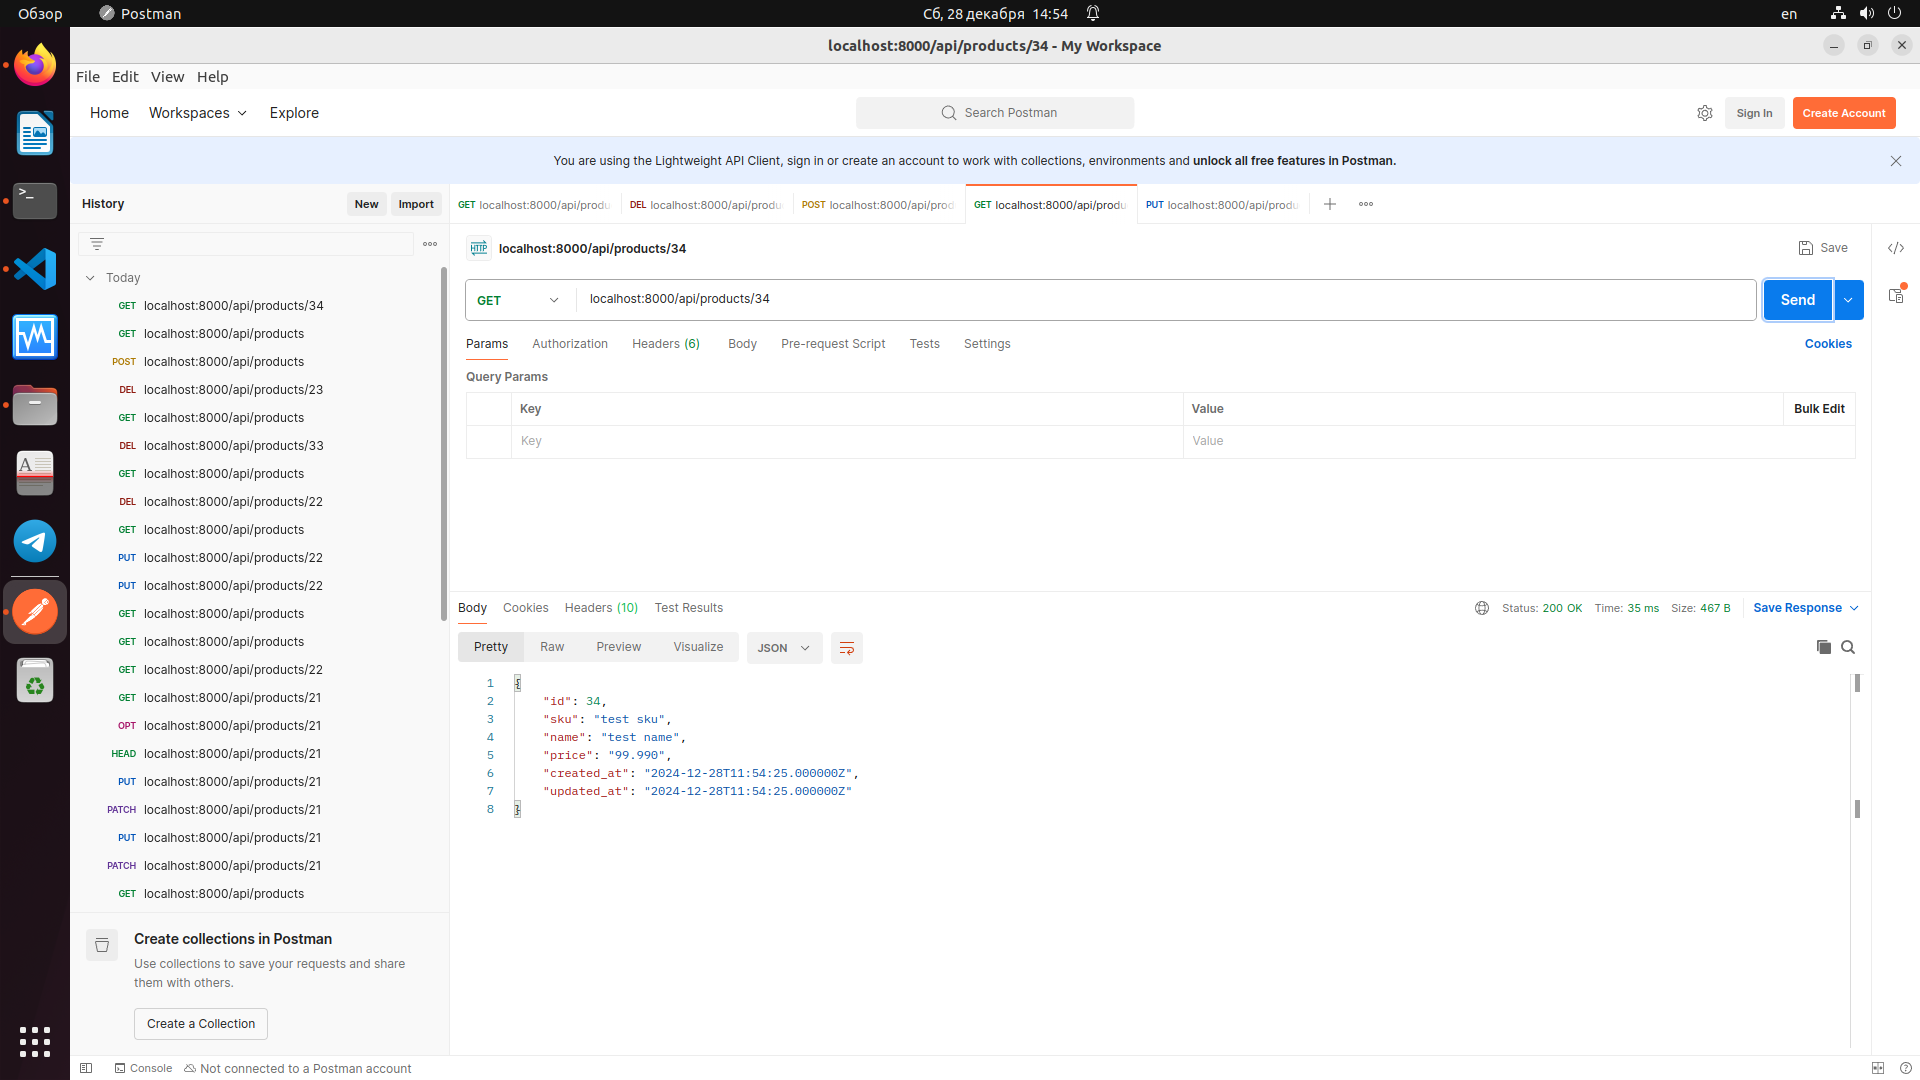 Обзор
Postman
Сб, 28 декабря 14:54
en
localhost:8000/api/products/34 - My Workspace
File Edit View Help
Home Workspaces Explore
Search Postman
Sign In
Create Account
You are using the Lightweight API Client, sign in or create an account to work with collections, environments and unlock all free features in Postman.
History
New
Import
GET localhost:8000/api/produ
DEL localhost:8000/api/produ
POST localhost:8000/api/prod
GET localhost:8000/api/produ
PUT localhost:8000/api/produ
Today
GET localhost:8000/api/products/34
GET localhost:8000/api/products
POST localhost:8000/api/products
DEL localhost:8000/api/products/23
GET localhost:8000/api/products
DEL localhost:8000/api/products/33
GET localhost:8000/api/products
DEL localhost:8000/api/products/22
GET localhost:8000/api/products
PUT localhost:8000/api/products/22
PUT localhost:8000/api/products/22
GET localhost:8000/api/products
GET localhost:8000/api/products
GET localhost:8000/api/products/22
GET localhost:8000/api/products/21
OPT localhost:8000/api/products/21
HEAD localhost:8000/api/products/21
PUT localhost:8000/api/products/21
PATCH localhost:8000/api/products/21
PUT localhost:8000/api/products/21
PATCH localhost:8000/api/products/21
GET localhost:8000/api/products
Create collections in Postman
Use collections to save your requests and share
them with others.
Create a Collection
HTTP localhost:8000/api/products/34
Save
GET localhost:8000/api/products/34
Send
Params Authorization Headers (6) Body Pre-request Script Tests Settings
Cookies
Query Params
Key Value Bulk Edit
Key Value
Body Cookies Headers (10) Test Results
Status: 200 OK Time: 35 ms Size: 467 B
Save Response
Pretty Raw Preview Visualize
JSON
1 {
2 "id": 34,
3 "sku": "test sku",
4 "name": "test name",
5 "price": "99.990",
6 "created_at": "2024-12-28T11:54:25.000000Z",
7 "updated_at": "2024-12-28T11:54:25.000000Z"
8 }
Console
Not connected to a Postman account